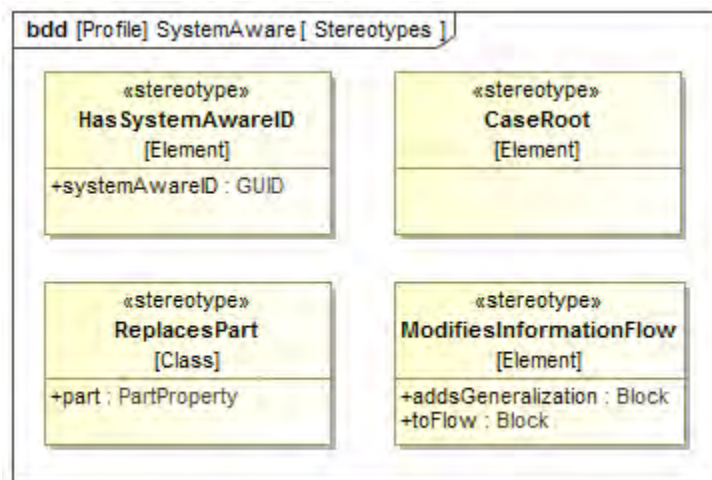 bdd [Profile] SystemAware [ Stereotypes ]
«stereotype»
HasSystemAwareID
[Element]
+systemAwareID : GUID
«stereotype»
CaseRoot
[Element]
«stereotype»
ReplacesPart
[Class]
+part : PartProperty
«stereotype»
ModifiesInformationFlow
[Element]
+addsGeneralization : Block
+toFlow : Block